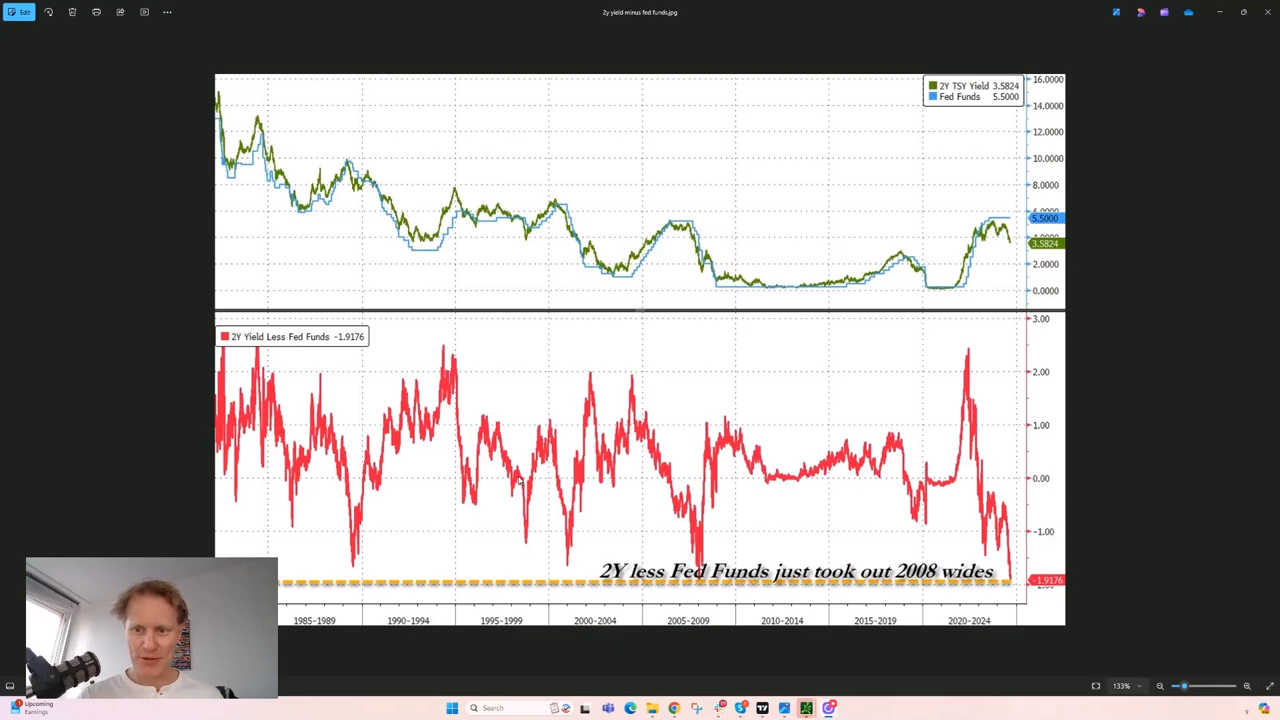 Edit
2y yield minus fed funds.jpg
2Y TSY Yield 3.5824
Fed Funds 5.5000
16.0000
14.0000
12.0000
10.0000
8.0000
5.5000
3.5824
2.0000
0.0000
2Y Yield Less Fed Funds -1.9176
3.00
2.00
1.00
0.00
-1.00
-1.9176
2Y less Fed Funds just took out 2008 wides
1985-1989
1990-1994
1995-1999
2000-2004
2005-2009
2010-2014
2015-2019
2020-2024
133%
Upcoming
Earnings
Search